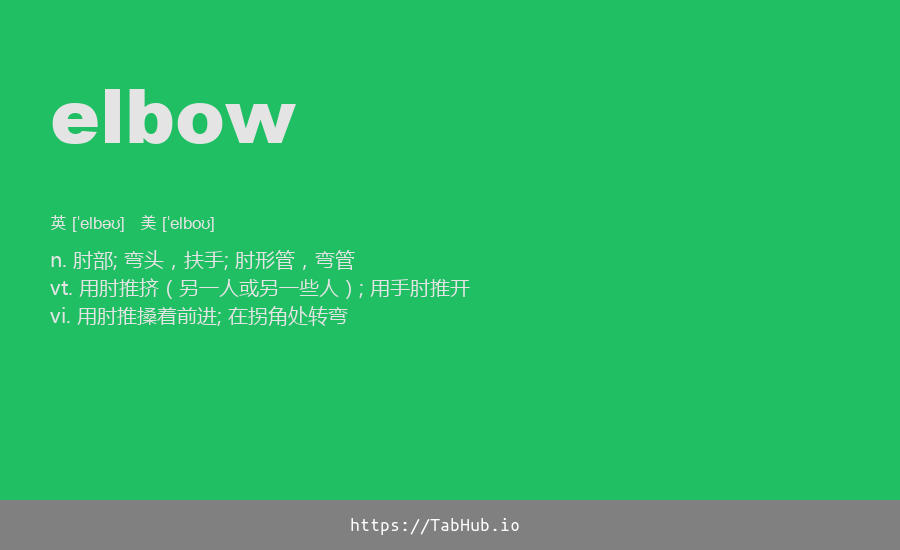 elbow
英 [ˈelbəʊ] 美 [ˈelboʊ]
n. 肘部; 弯头，扶手; 肘形管，弯管
vt. 用肘推挤（另一人或另一些人）; 用手肘推开
vi. 用肘推搡着前进; 在拐角处转弯
https://TabHub.io